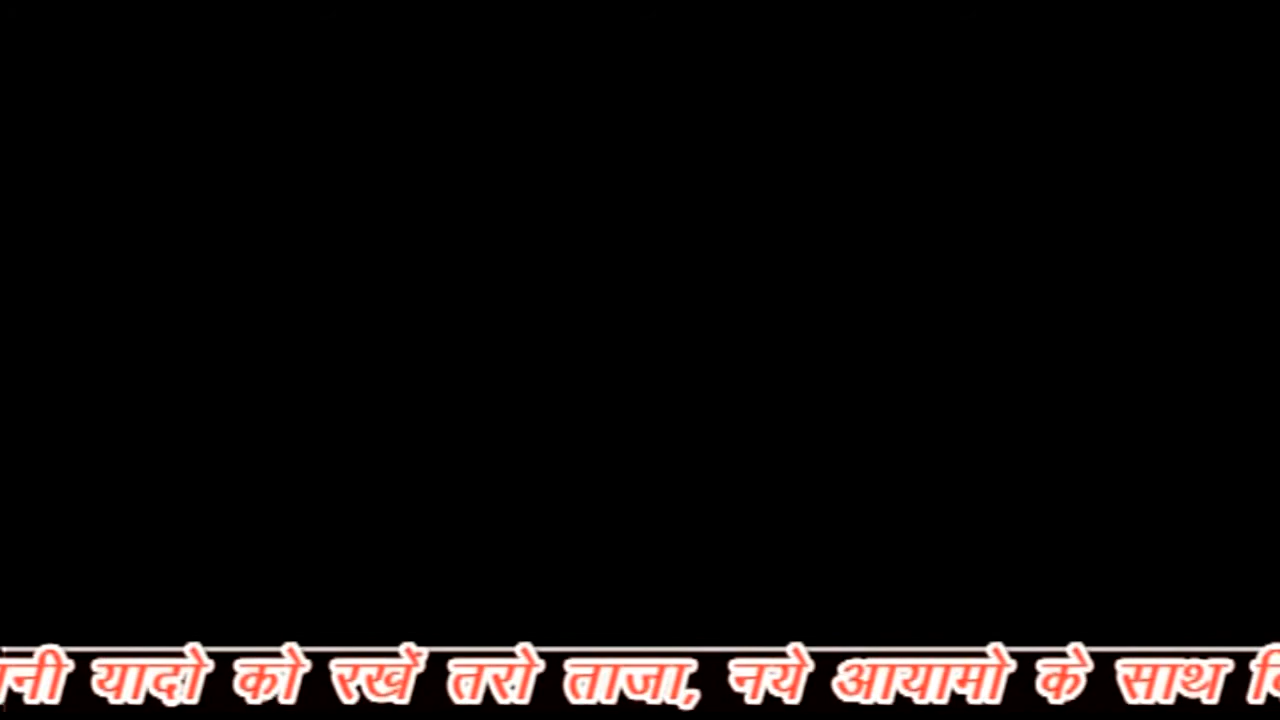 यादो को रखें तरो ताजा, नये आयामो के साथ